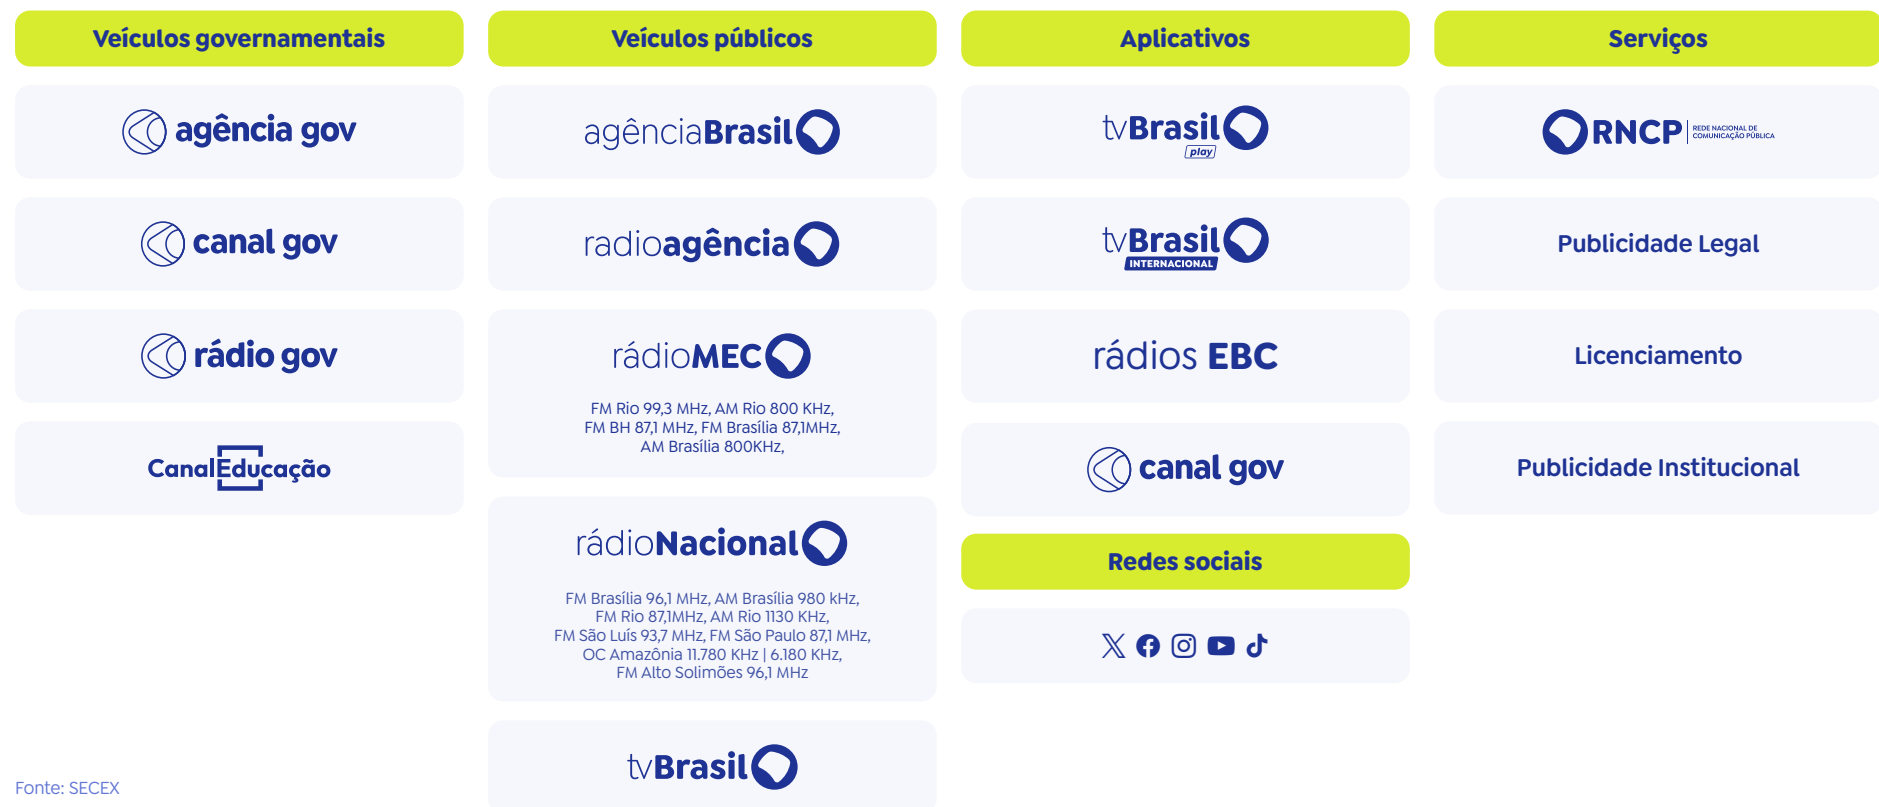 Veículos governamentais
agência gov
canal gov
rádio gov
CanalEducação
Veículos públicos
agênciaBrasil
radioagência
rádioMEC
FM Rio 99,3 MHz, AM Rio 800 KHz,
FM BH 87,1 MHz, FM Brasília 87,1MHz,
AM Brasília 800KHz,
rádioNacional
FM Brasília 96,1 MHz, AM Brasília 980 kHz,
FM Rio 87,1MHz, AM Rio 1130 KHz,
FM São Luís 93,7 MHz, FM São Paulo 87,1 MHz,
OC Amazônia 11.780 KHz | 6.180 KHz,
FM Alto Solimões 96,1 MHz
tvBrasil
Aplicativos
tvBrasil
play
tvBrasil
INTERNACIONAL
rádios EBC
canal gov
Redes sociais
Serviços
RNCP
REDE NACIONAL DE
COMUNICAÇÃO PÚBLICA
Publicidade Legal
Licenciamento
Publicidade Institucional
Fonte: SECEX